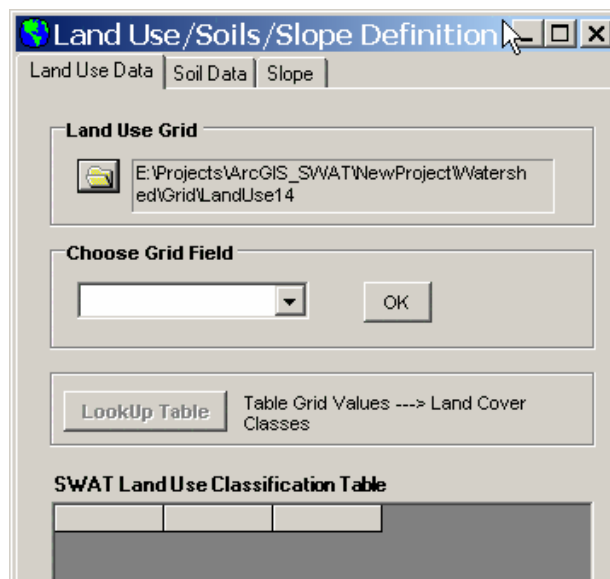 Land Use/Soils/Slope Definition
Land Use Data Soil Data Slope
Land Use Grid
E:\Projects\ArcGIS_SWAT\NewProject\Watersh
ed\Grid\LandUse14
Choose Grid Field
OK
LookUp Table
Table Grid Values ---> Land Cover
Classes
SWAT Land Use Classification Table